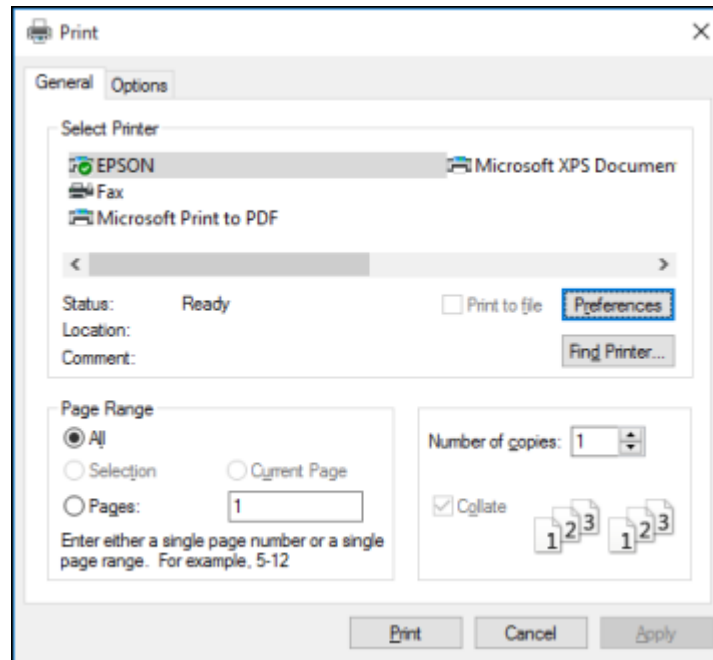 Print
General Options
Select Printer
EPSON Microsoft XPS Documen
Fax
Microsoft Print to PDF
Status: Ready Print to file Preferences
Location:
Comment: Find Printer...
Page Range
All Number of copies: 1
Selection Current Page
Pages: 1 Collate
1 2 3 1 2 3
Enter either a single page number or a single
page range. For example, 5-12
Print Cancel Apply